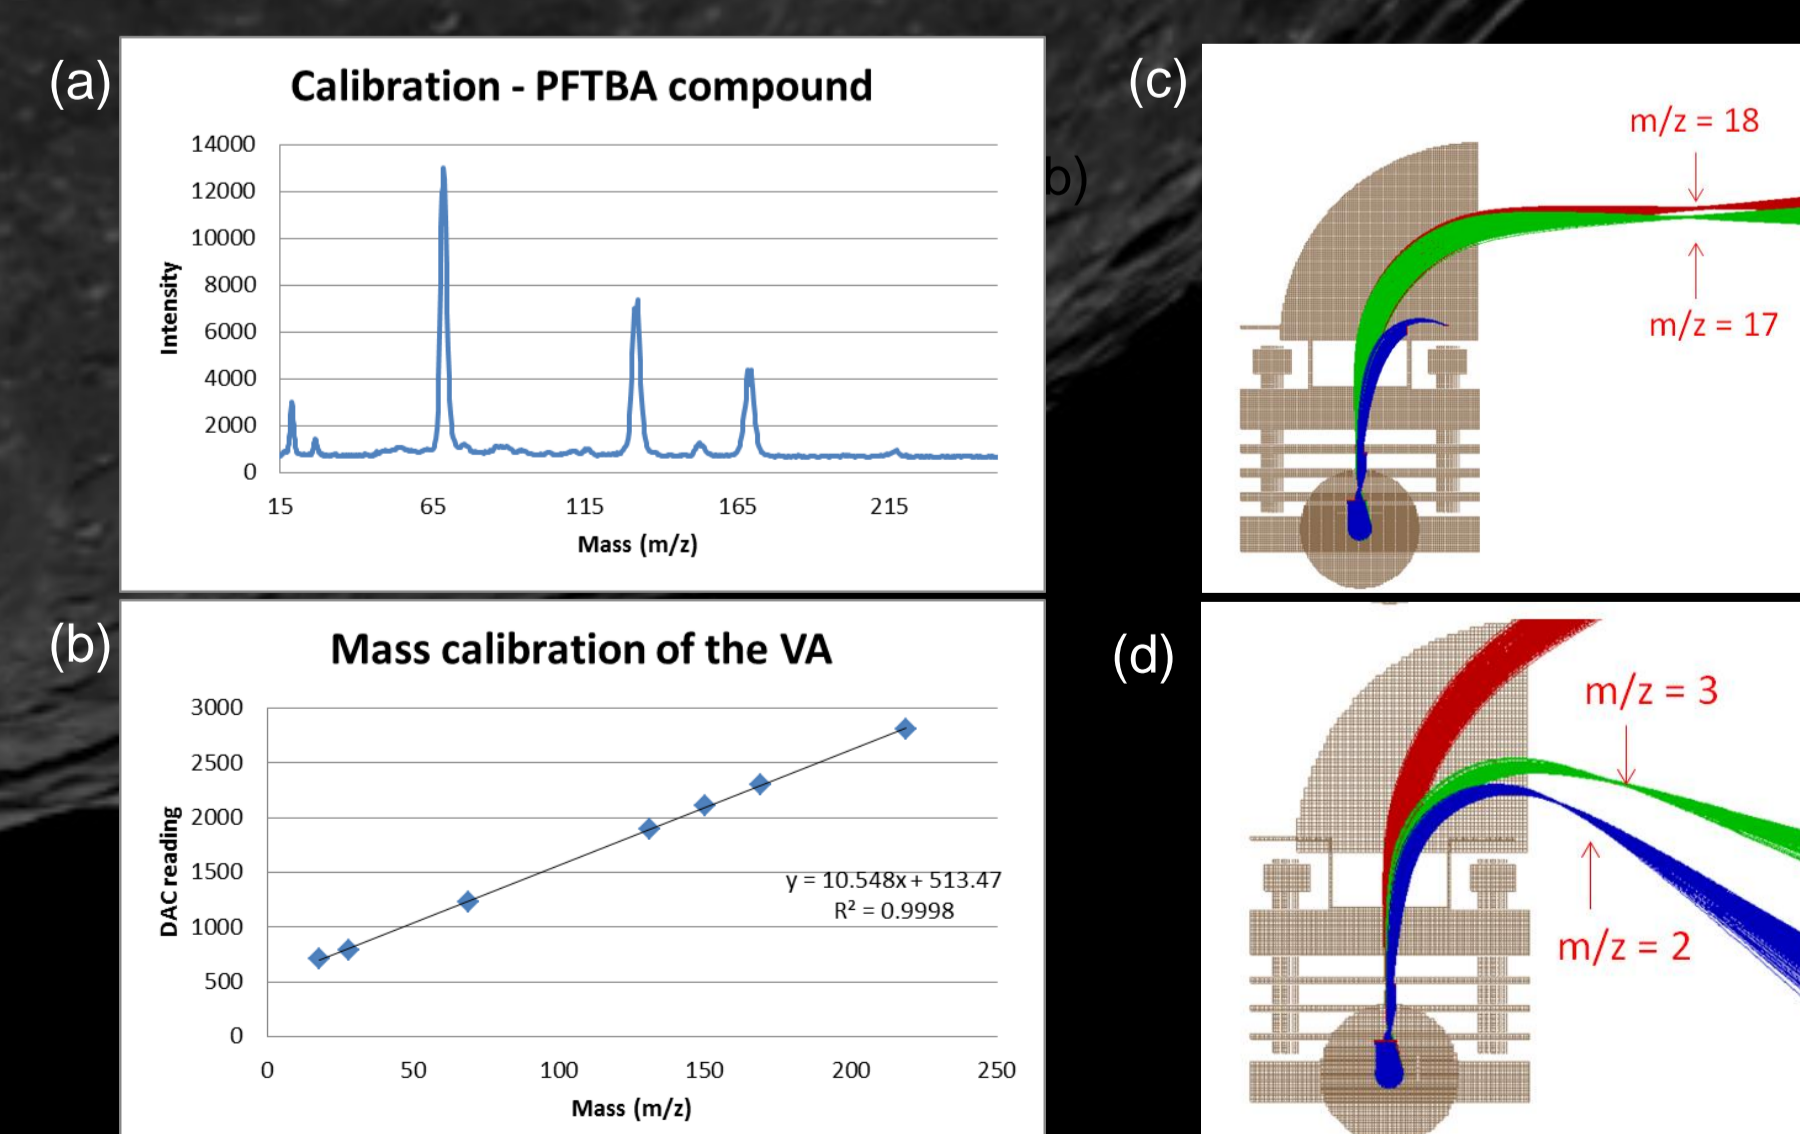 (a)
Calibration - PFTBA compound
14000
12000
10000
8000
6000
4000
2000
0
Intensity
15 65 115 165 215
Mass (m/z)
b)
(b)
Mass calibration of the VA
3000
2500
2000
1500
1000
500
0
DAC reading
y = 10.548x + 513.47
R² = 0.9998
0 50 100 150 200 250
Mass (m/z)
(c)
m/z = 18
m/z = 17
(d)
m/z = 3
m/z = 2